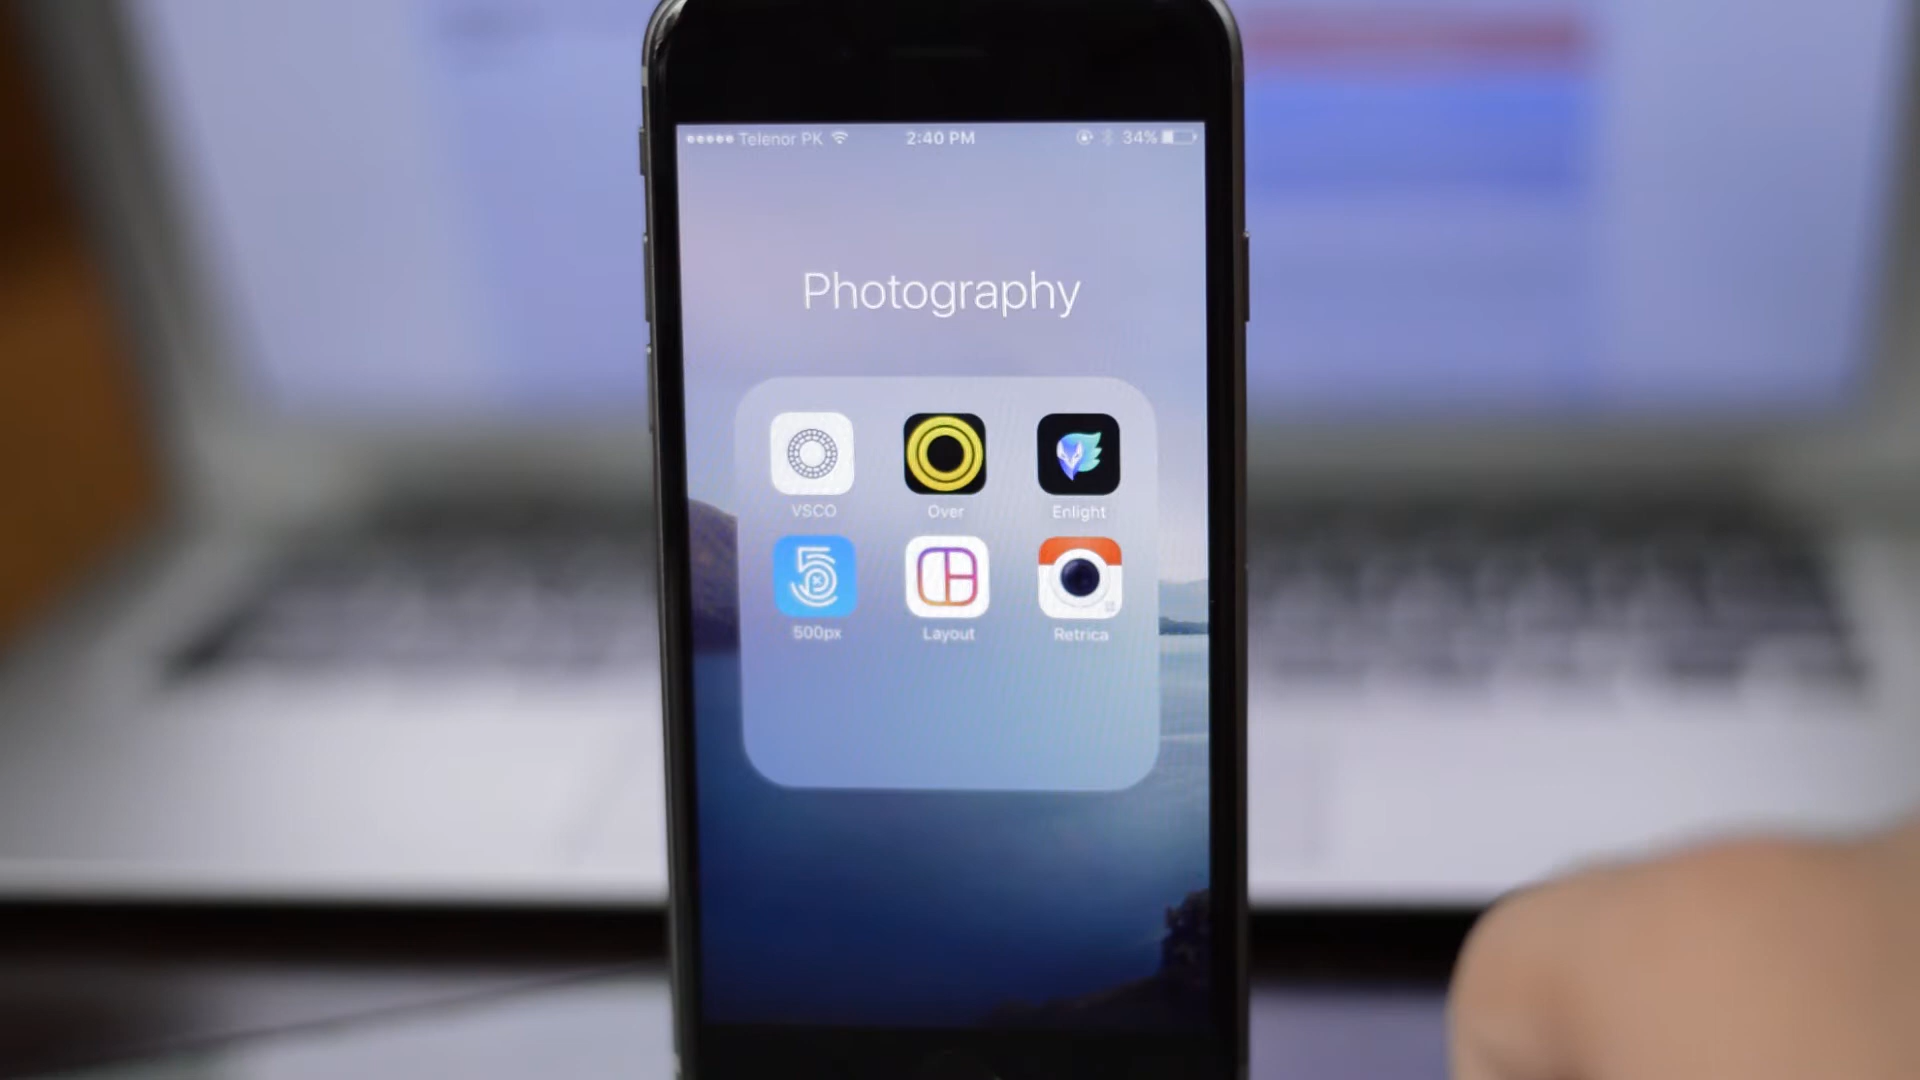 Telenor PK 2:40 PM 34%
Photography
VSCO Over Enlight
500px Layout Retrica